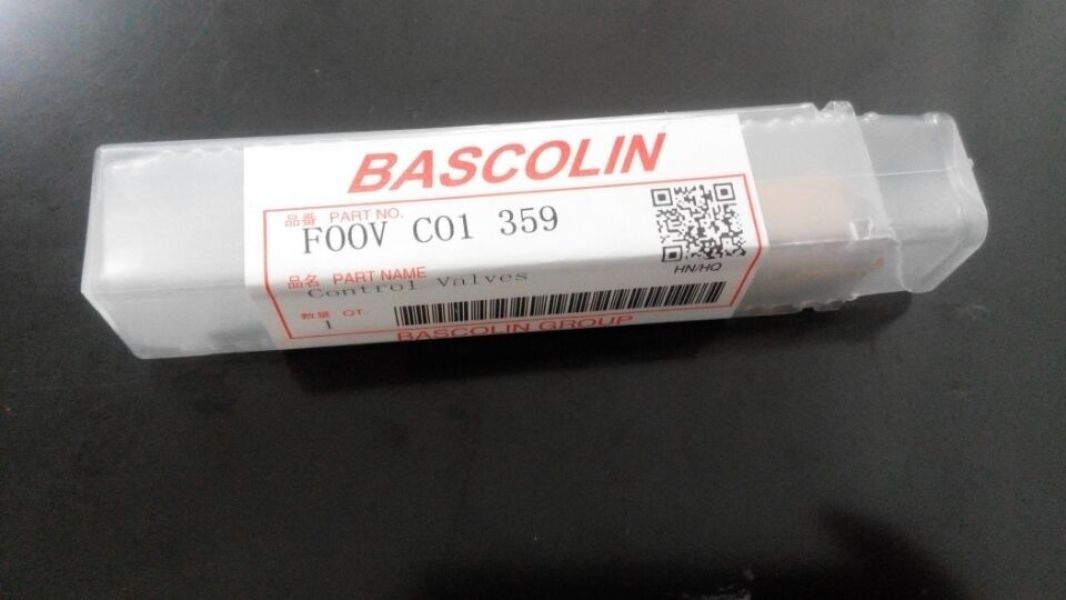 BASCOLIN
品番 PART NO.
F00V C01 359
HN/HQ
品名 PART NAME
Control Valves
数量 QT
1
BASCOLIN GROUP